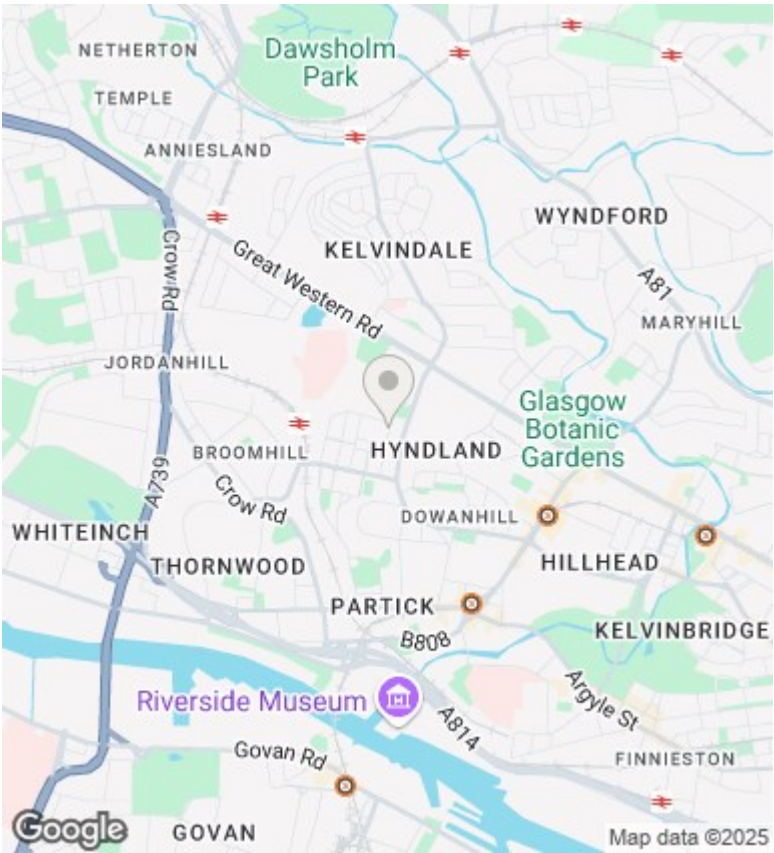 NETHERTON
Dawsholm
Park
TEMPLE
ANNIESLAND
WYNDFORD
KELVINDALE
Crow Rd
Great Western Rd
A81
MARYHILL
JORDANHILL
Glasgow
Botanic
Gardens
HYNDLAND
BROOMHILL
A739
Crow Rd
DOWANHILL
WHITEINCH
HILLHEAD
THORNWOOD
PARTICK
KELVINBRIDGE
B808
Riverside Museum
Argyle St
A814
Govan Rd
FINNIESTON
Google
GOVAN
Map data ©2025